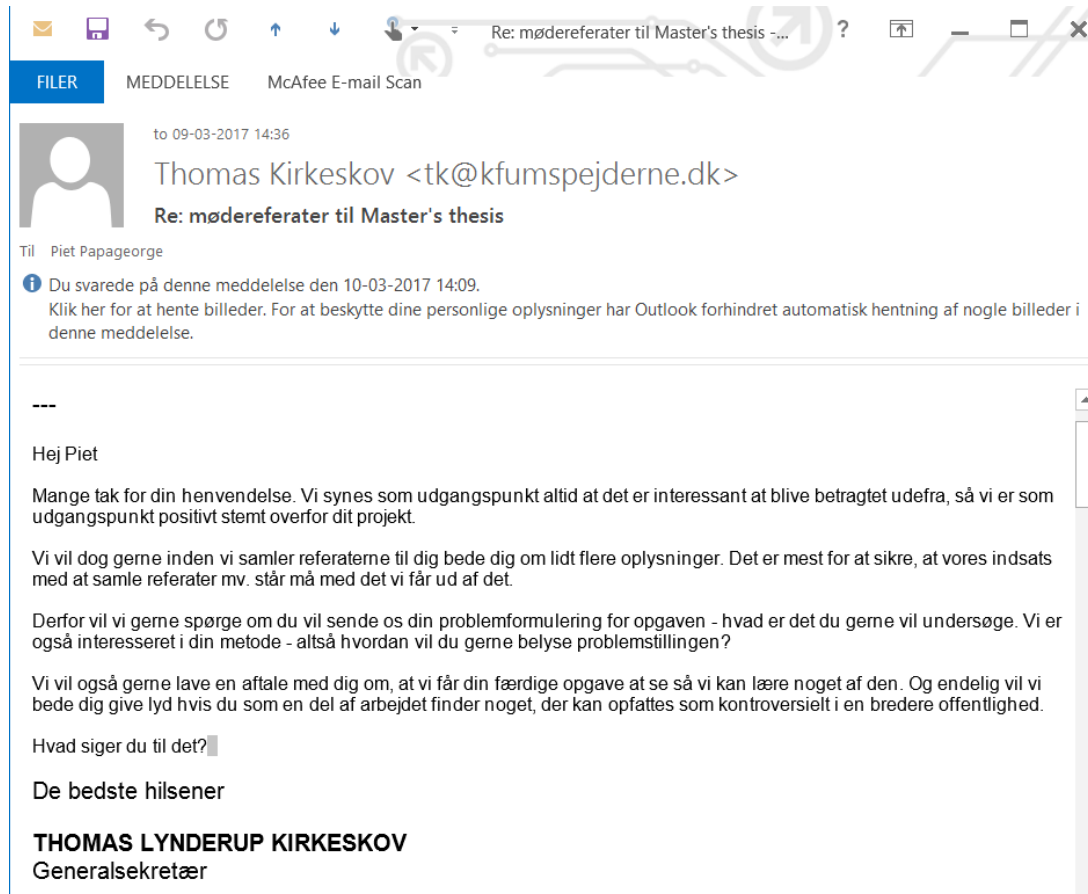 Re: mødereferater til Master's thesis -...
?
FILER
MEDDELELSE
McAfee E-mail Scan
to 09-03-2017 14:36
Thomas Kirkeskov <tk@kfumspejderne.dk>
Re: mødereferater til Master's thesis
Til Piet Papageorge
Du svarede på denne meddelelse den 10-03-2017 14:09.
Klik her for at hente billeder. For at beskytte dine personlige oplysninger har Outlook forhindret automatisk hentning af nogle billeder i
denne meddelelse.
---
Hej Piet
Mange tak for din henvendelse. Vi synes som udgangspunkt altid at det er interessant at blive betragtet udefra, så vi er som
udgangspunkt positivt stemt overfor dit projekt.
Vi vil dog gerne inden vi samler referaterne til dig bede dig om lidt flere oplysninger. Det er mest for at sikre, at vores indsats
med at samle referater mv. står må med det vi får ud af det.
Derfor vil vi gerne spørge om du vil sende os din problemformulering for opgaven - hvad er det du gerne vil undersøge. Vi er
også interesseret i din metode - altså hvordan vil du gerne belyse problemstillingen?
Vi vil også gerne lave en aftale med dig om, at vi får din færdige opgave at se så vi kan lære noget af den. Og endelig vil vi
bede dig give lyd hvis du som en del af arbejdet finder noget, der kan opfattes som kontroversielt i en bredere offentlighed.
Hvad siger du til det?
De bedste hilsener
THOMAS LYNDERUP KIRKESKOV
Generalsekretær